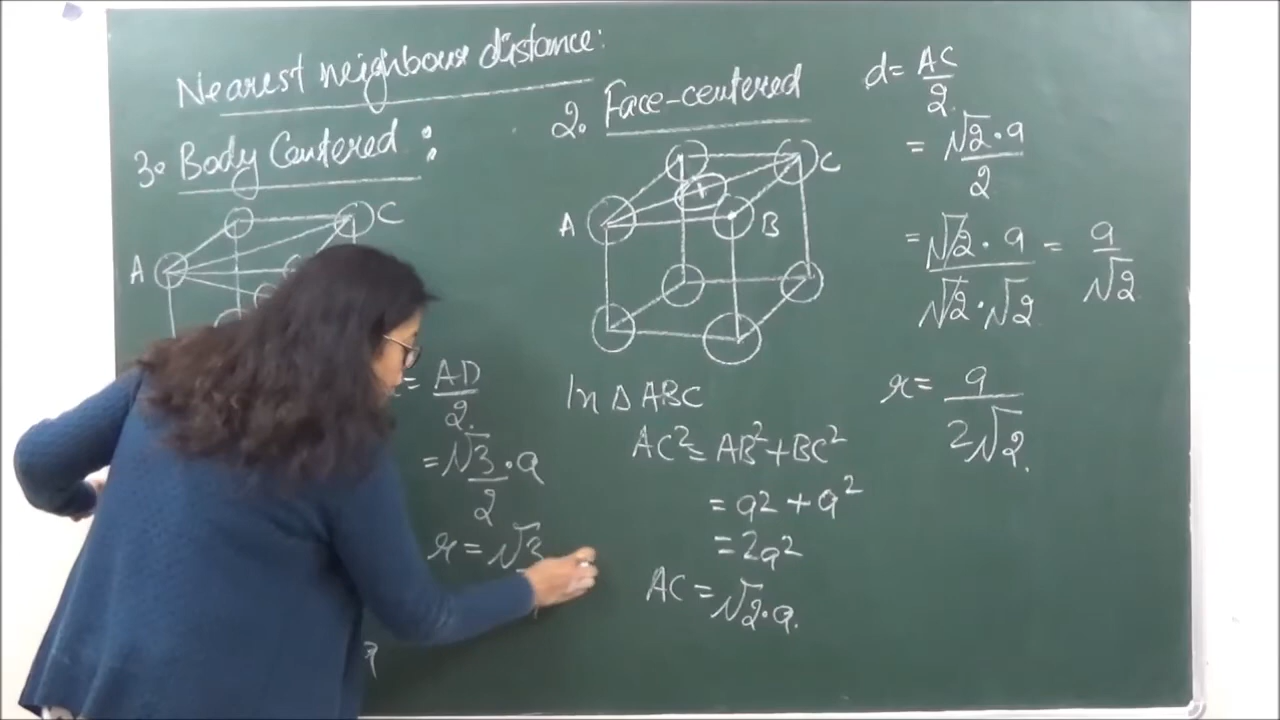 Nearest neighbour distance:
3. Body Centered :
C
A
= AD/2.
= √3·a/2
r = √3
2. Face-centered
C
A
B
In Δ ABC
AC² = AB² + BC²
= a² + a²
= 2a²
AC = √2·a.
d = AC/2.
= √2·a/2
= √2·a/√2·√2 = a/√2
r = a/2√2.